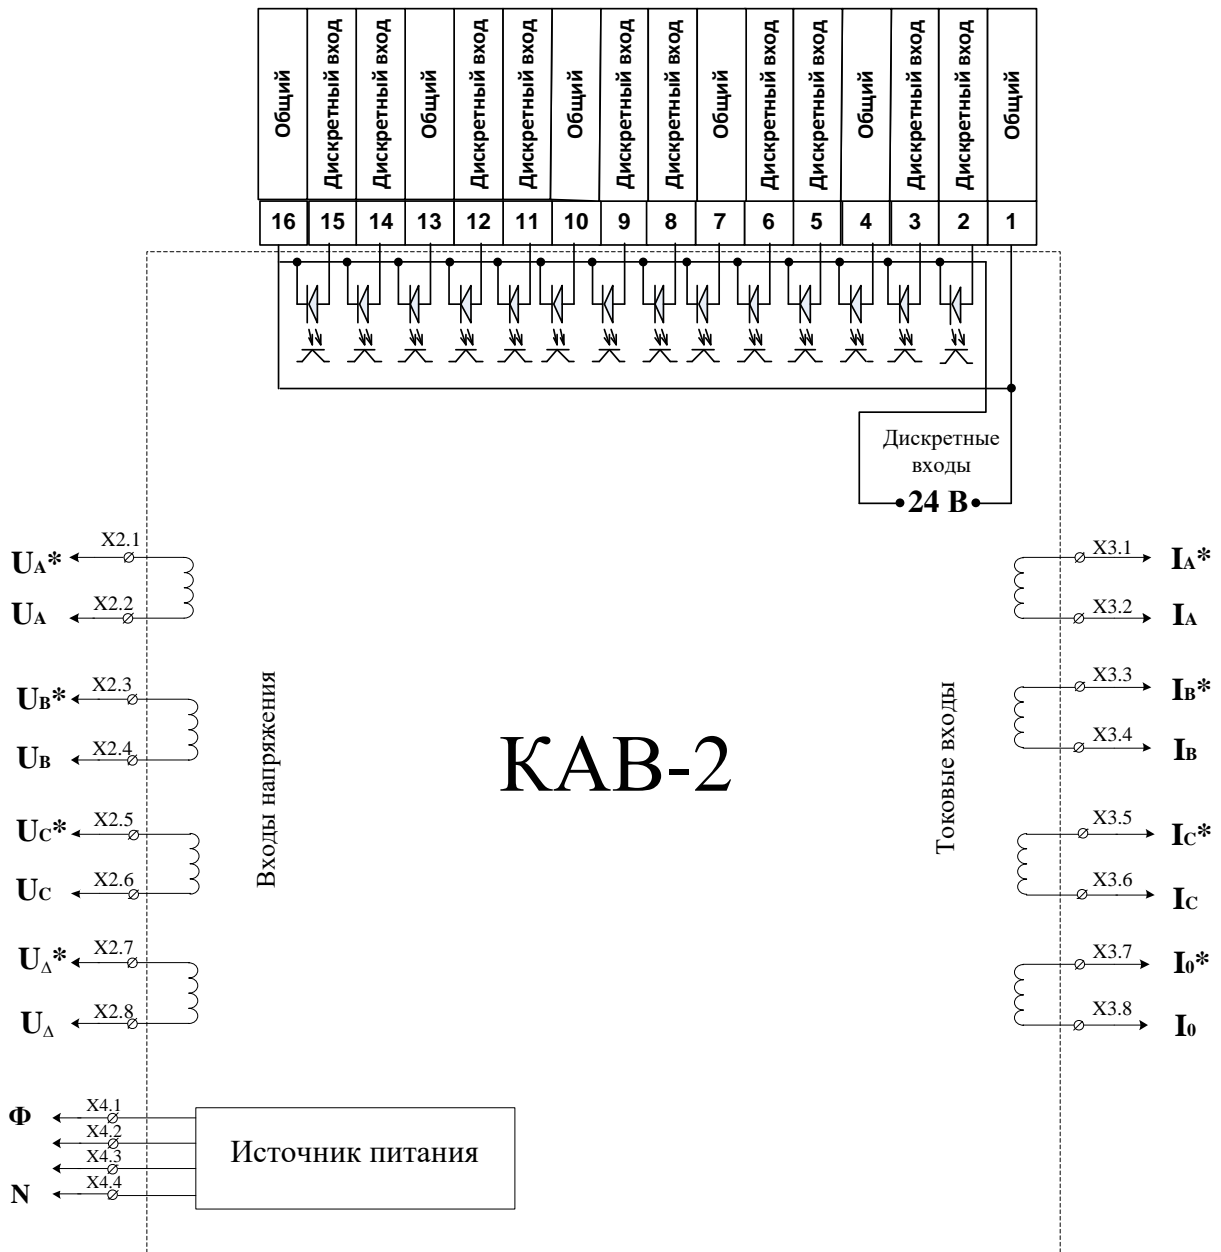 Общий
Дискретный вход
Дискретный вход
Общий
Дискретный вход
Дискретный вход
Общий
Дискретный вход
Дискретный вход
Общий
Дискретный вход
Дискретный вход
Общий
Дискретный вход
Дискретный вход
Общий
16 15 14 13 12 11 10 9 8 7 6 5 4 3 2 1
Дискретные
входы
24 В
X2.1
UA*
X2.2
UA
X2.3
UB*
X2.4
UB
X2.5
UC*
X2.6
UC
X2.7
UΔ*
X2.8
UΔ
Входы напряжения
КАВ-2
Токовые входы
X3.1
IA*
X3.2
IA
X3.3
IB*
X3.4
IB
X3.5
IC*
X3.6
IC
X3.7
I0*
X3.8
I0
X4.1
Ф
X4.2
X4.3
X4.4
N
Источник питания